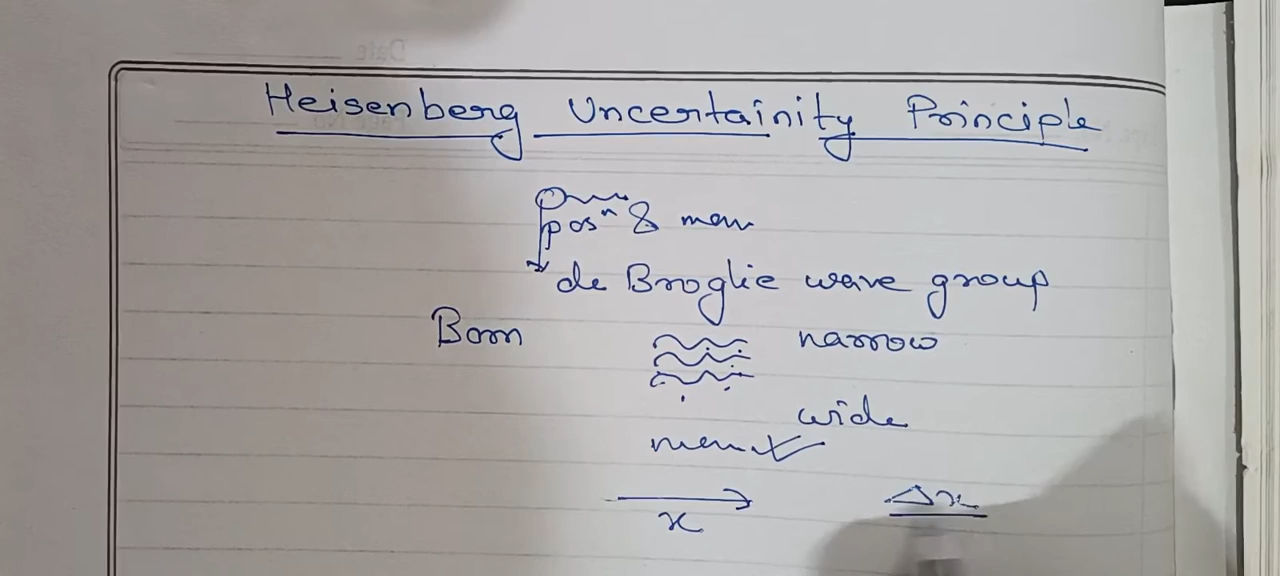 Heisenberg Uncertainity Principle
posⁿ & mom
de Broglie wave group
Born
narrow
wide
x
Δx